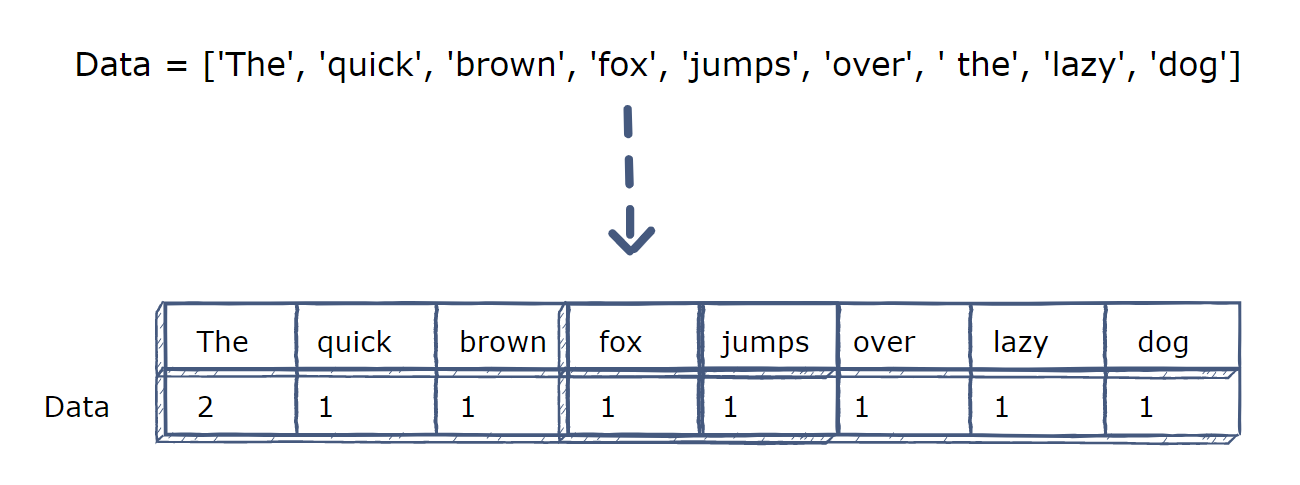 Data = ['The', 'quick', 'brown', 'fox', 'jumps', 'over', ' the', 'lazy', 'dog']
The quick brown fox jumps over lazy dog
Data 2 1 1 1 1 1 1 1